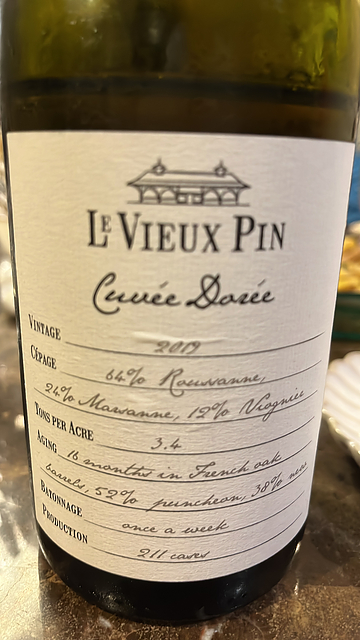 LE VIEUX PIN
Cuvée Dorée
VINTAGE 2019
CÉPAGE 64% Roussanne,
24% Marsanne, 12% Viognier
TONS PER ACRE 3.4
AGING 16 months in French oak
barrels, 52% puncheon, 38% new
BATONNAGE once a week
PRODUCTION 211 cases